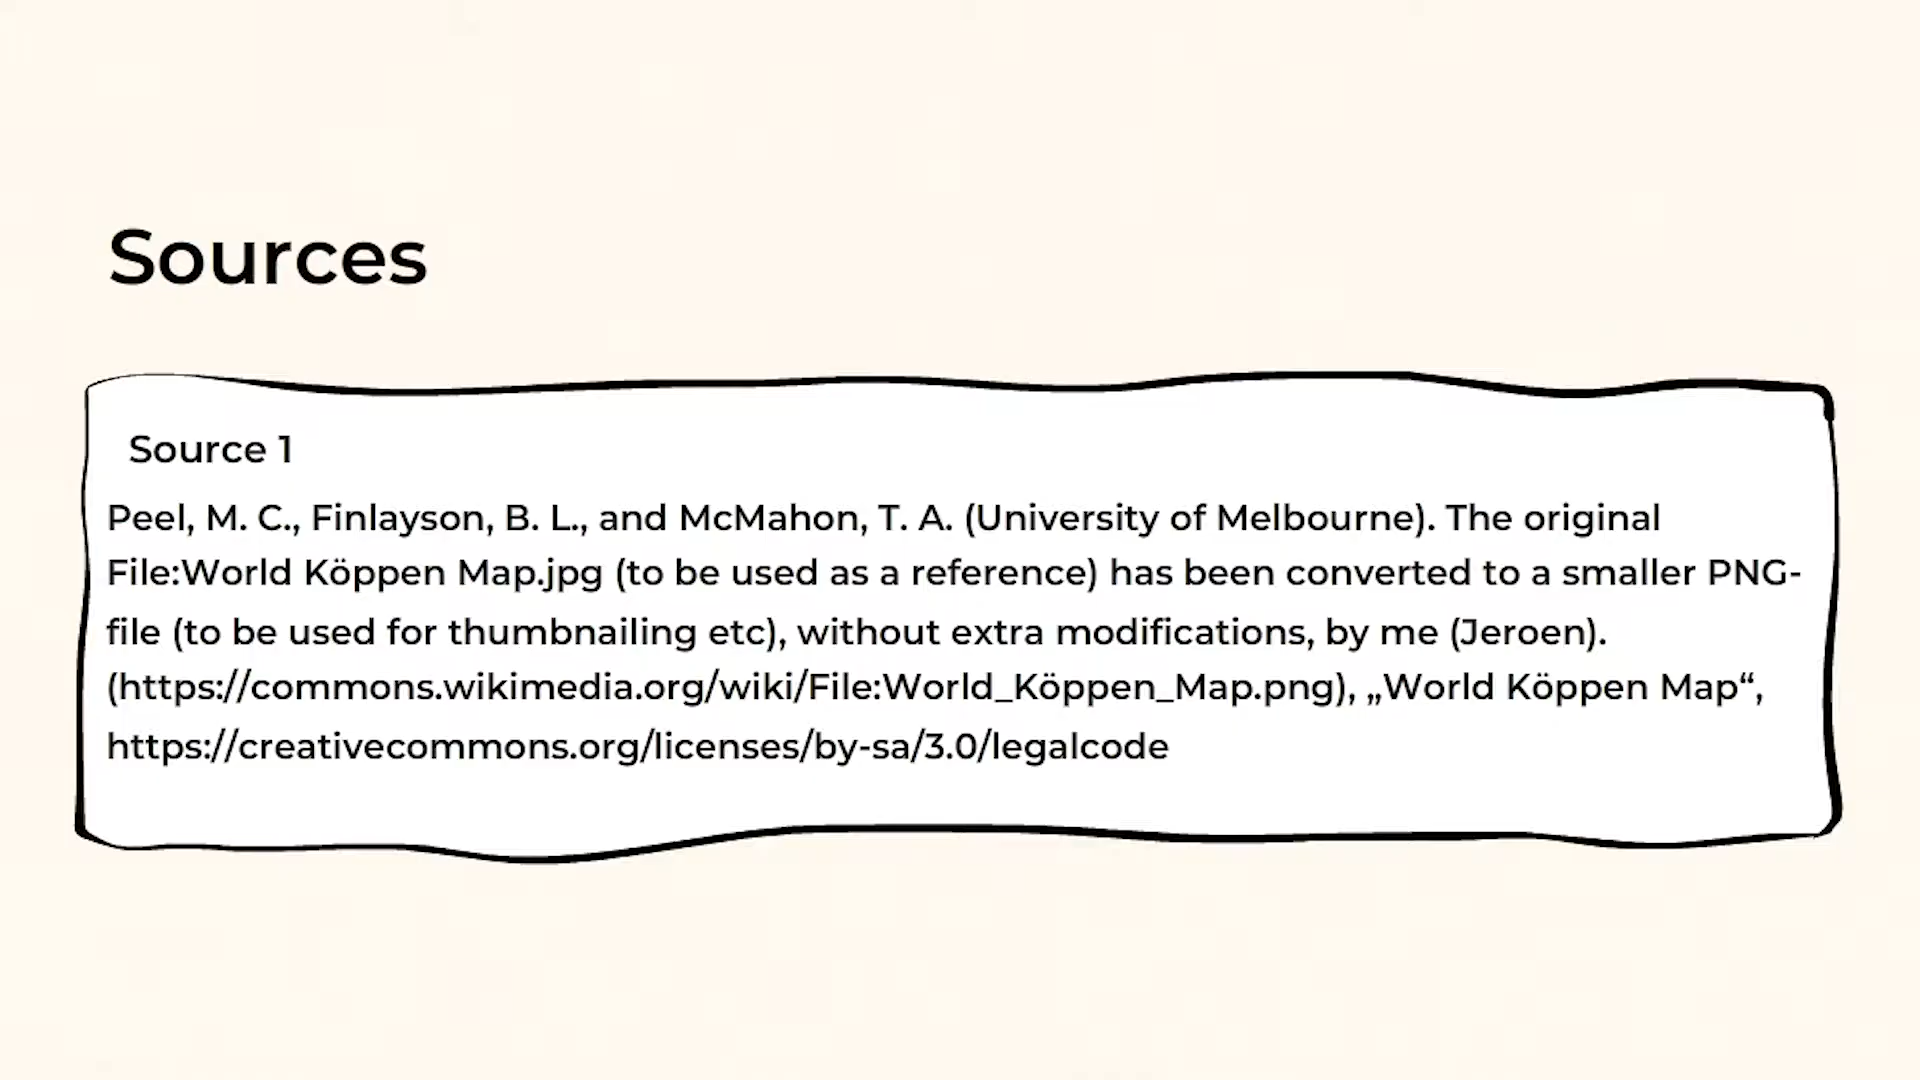 Sources
Source 1
Peel, M. C., Finlayson, B. L., and McMahon, T. A. (University of Melbourne). The original
File:World Köppen Map.jpg (to be used as a reference) has been converted to a smaller PNG-
file (to be used for thumbnailing etc), without extra modifications, by me (Jeroen).
(https://commons.wikimedia.org/wiki/File:World_Köppen_Map.png), „World Köppen Map“,
https://creativecommons.org/licenses/by-sa/3.0/legalcode